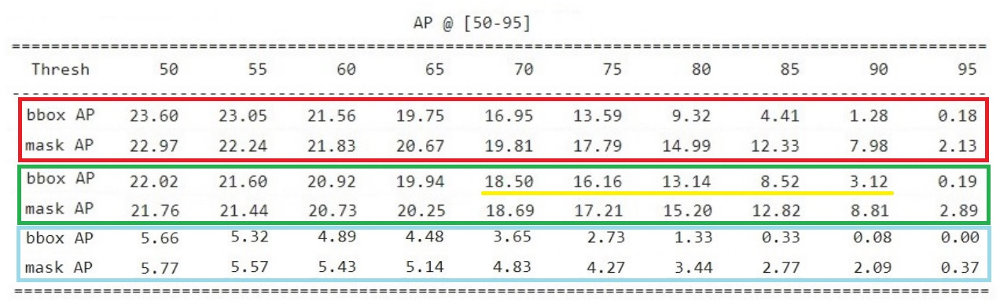 AP @ [50-95]
Thresh 50 55 60 65 70 75 80 85 90 95
bbox AP 23.60 23.05 21.56 19.75 16.95 13.59 9.32 4.41 1.28 0.18
mask AP 22.97 22.24 21.83 20.67 19.81 17.79 14.99 12.33 7.98 2.13
bbox AP 22.02 21.60 20.92 19.94 18.50 16.16 13.14 8.52 3.12 0.19
mask AP 21.76 21.44 20.73 20.25 18.69 17.21 15.20 12.82 8.81 2.89
bbox AP 5.66 5.32 4.89 4.48 3.65 2.73 1.33 0.33 0.08 0.00
mask AP 5.77 5.57 5.43 5.14 4.83 4.27 3.44 2.77 2.09 0.37